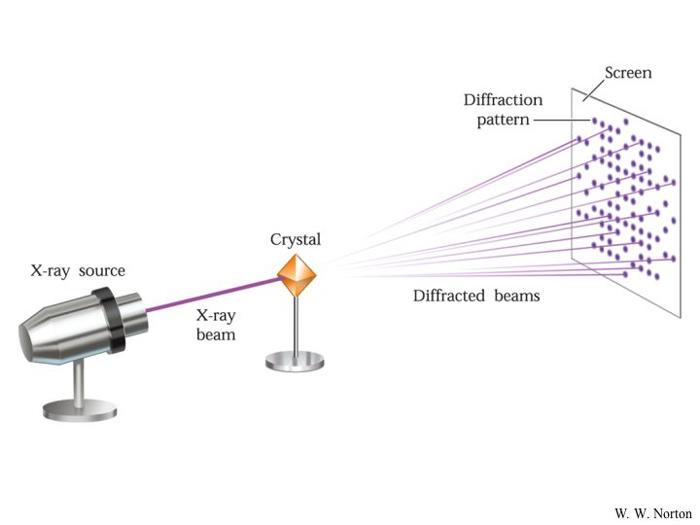 Screen
Diffraction
pattern
Crystal
X-ray source
X-ray
beam
Diffracted beams
W. W. Norton